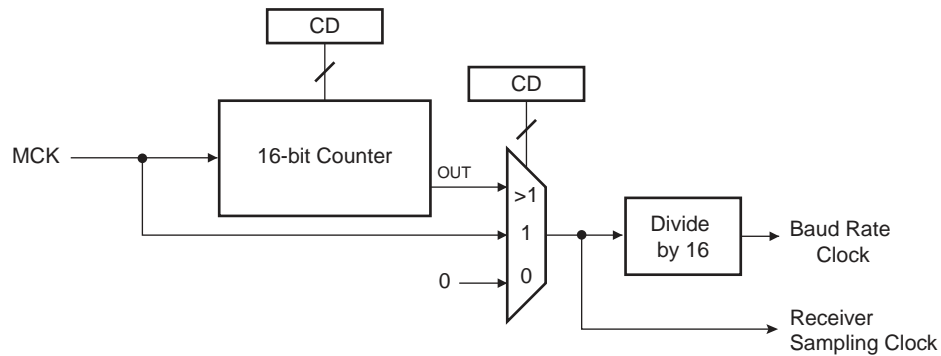 CD
CD
MCK
16-bit Counter
OUT
>1
1
0
0
Divide
by 16
Baud Rate
Clock
Receiver
Sampling Clock